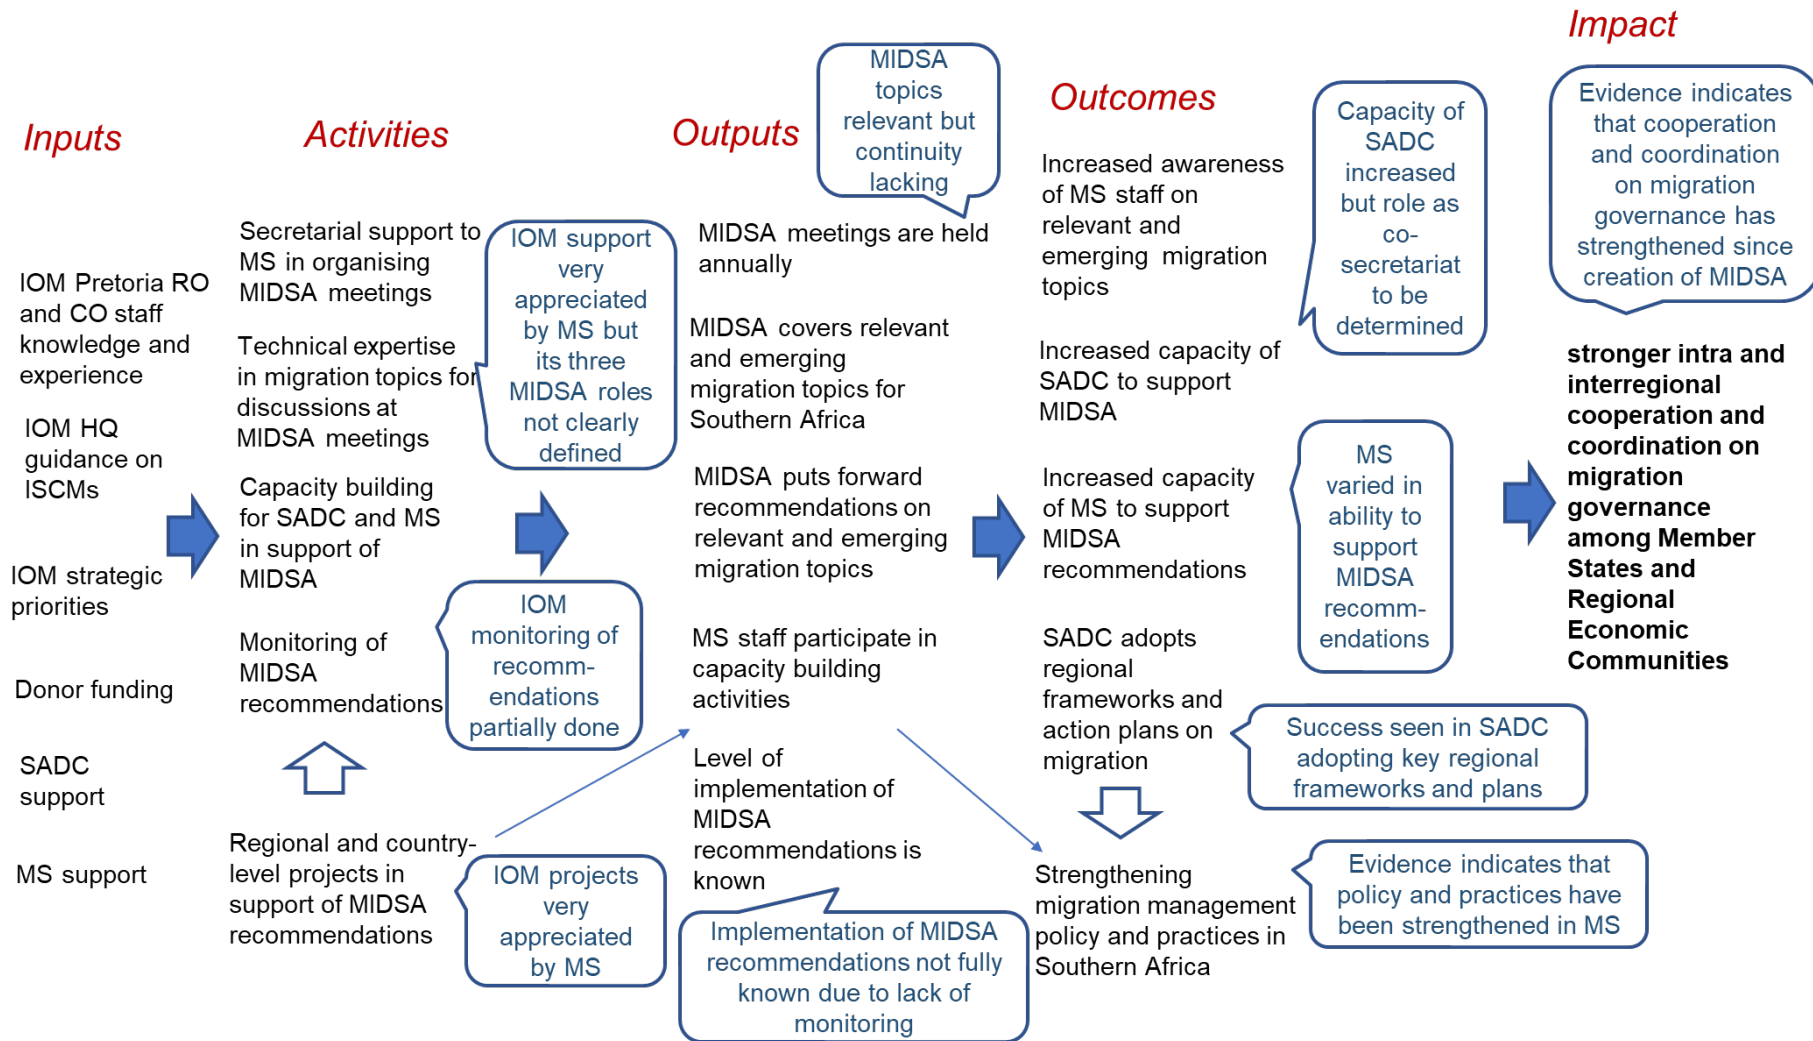 Inputs
IOM Pretoria RO
and CO staff
knowledge and
experience
IOM HQ
guidance on
ISCMs
IOM strategic
priorities
Donor funding
SADC
support
MS support
Activities
Secretarial support to
MS in organising
MIDSA meetings
Technical expertise
in migration topics for
discussions at
MIDSA meetings
Capacity building
for SADC and MS
in support of
MIDSA
Monitoring of
MIDSA
recommendations
Regional and country-
level projects in
support of MIDSA
recommendations
IOM support
very
appreciated
by MS but
its three
MIDSA roles
not clearly
defined
IOM
monitoring of
recomm-
endations
partially done
IOM projects
very
appreciated
by MS
Outputs
MIDSA
topics
relevant but
continuity
lacking
MIDSA meetings are held
annually
MIDSA covers relevant
and emerging
migration topics for
Southern Africa
MIDSA puts forward
recommendations on
relevant and emerging
migration topics
MS staff participate in
capacity building
activities
Level of
implementation of
MIDSA
recommendations is
known
Implementation of MIDSA
recommendations not fully
known due to lack of
monitoring
Outcomes
Increased awareness
of MS staff on
relevant and
emerging migration
topics
Increased capacity of
SADC to support
MIDSA
Increased capacity
of MS to support
MIDSA
recommendations
SADC adopts
regional
frameworks and
action plans on
migration
Strengthening
migration management
policy and practices in
Southern Africa
Capacity of
SADC
increased
but role as
co-
secretariat
to be
determined
MS
varied in
ability to
support
MIDSA
recomm-
endations
Success seen in SADC
adopting key regional
frameworks and plans
Evidence indicates that
policy and practices have
been strengthened in MS
Impact
Evidence indicates
that cooperation
and coordination
on migration
governance has
strengthened since
creation of MIDSA
stronger intra and
interregional
cooperation and
coordination on
migration
governance
among Member
States and
Regional
Economic
Communities